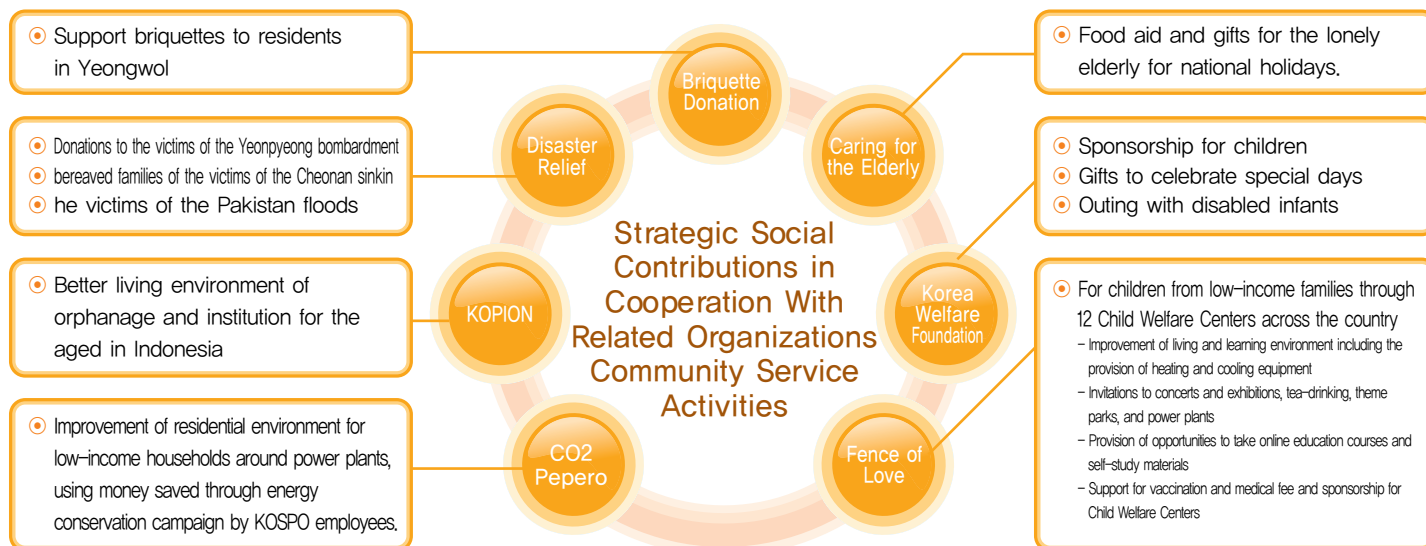 Support briquettes to residents
in Yeongwol
Donations to the victims of the Yeonpyeong bombardment
bereaved families of the victims of the Cheonan sinkin
he victims of the Pakistan floods
Better living environment of
orphanage and institution for the
aged in Indonesia
Improvement of residential environment for
low-income households around power plants,
using money saved through energy
conservation campaign by KOSPO employees.
Briquette
Donation
Disaster
Relief
Caring for
the Elderly
KOPION
Korea
Welfare
Foundation
CO2
Pepero
Fence of
Love
Strategic Social
Contributions in
Cooperation With
Related Organizations
Community Service
Activities
Food aid and gifts for the lonely
elderly for national holidays.
Sponsorship for children
Gifts to celebrate special days
Outing with disabled infants
For children from low-income families through
12 Child Welfare Centers across the country
- Improvement of living and learning environment including the
provision of heating and cooling equipment
- Invitations to concerts and exhibitions, tea-drinking, theme
parks, and power plants
- Provision of opportunities to take online education courses and
self-study materials
- Support for vaccination and medical fee and sponsorship for
Child Welfare Centers